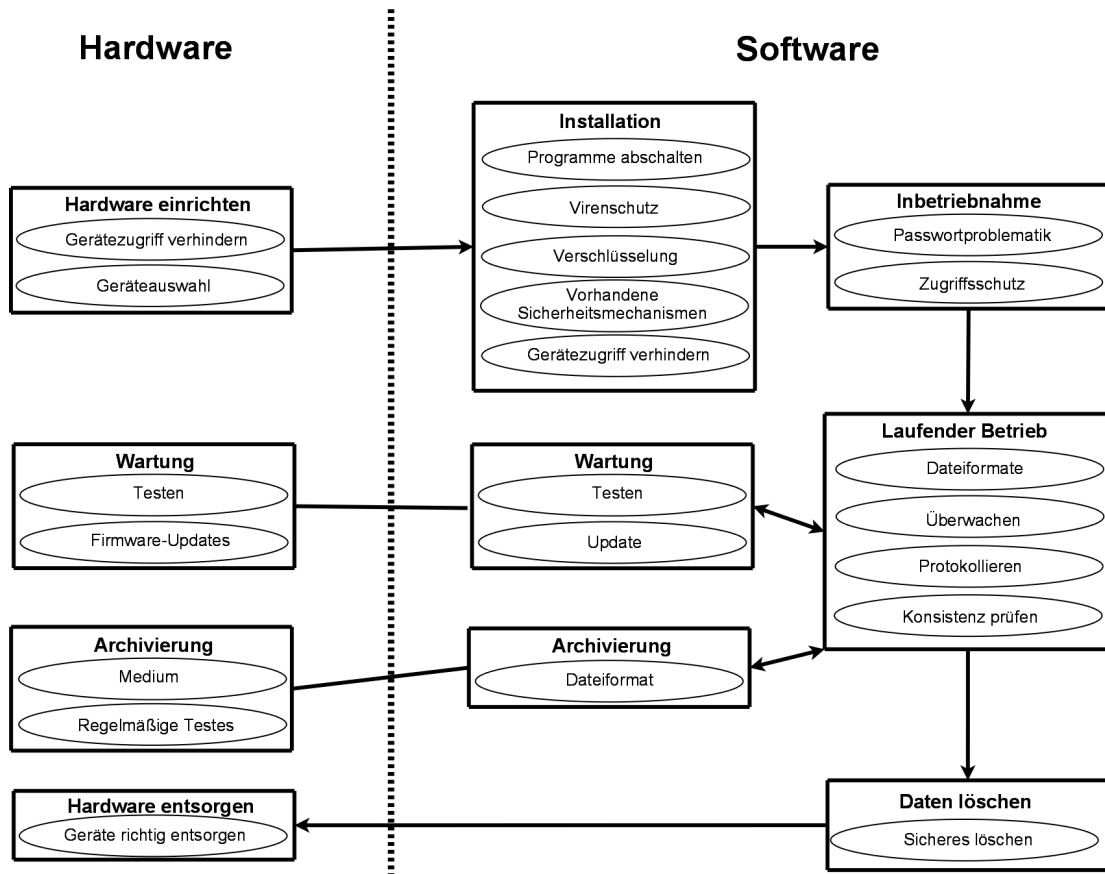 Hardware
Software
Hardware einrichten
Gerätezugriff verhindern
Geräteauswahl
Installation
Programme abschalten
Virenschutz
Verschlüsselung
Vorhandene
Sicherheitsmechanismen
Gerätezugriff verhindern
Inbetriebnahme
Passwortproblematik
Zugriffsschutz
Wartung
Testen
Firmware-Updates
Wartung
Testen
Update
Laufender Betrieb
Dateiformate
Überwachen
Protokollieren
Konsistenz prüfen
Archivierung
Medium
Regelmäßige Testes
Archivierung
Dateiformat
Hardware entsorgen
Geräte richtig entsorgen
Daten löschen
Sicheres löschen